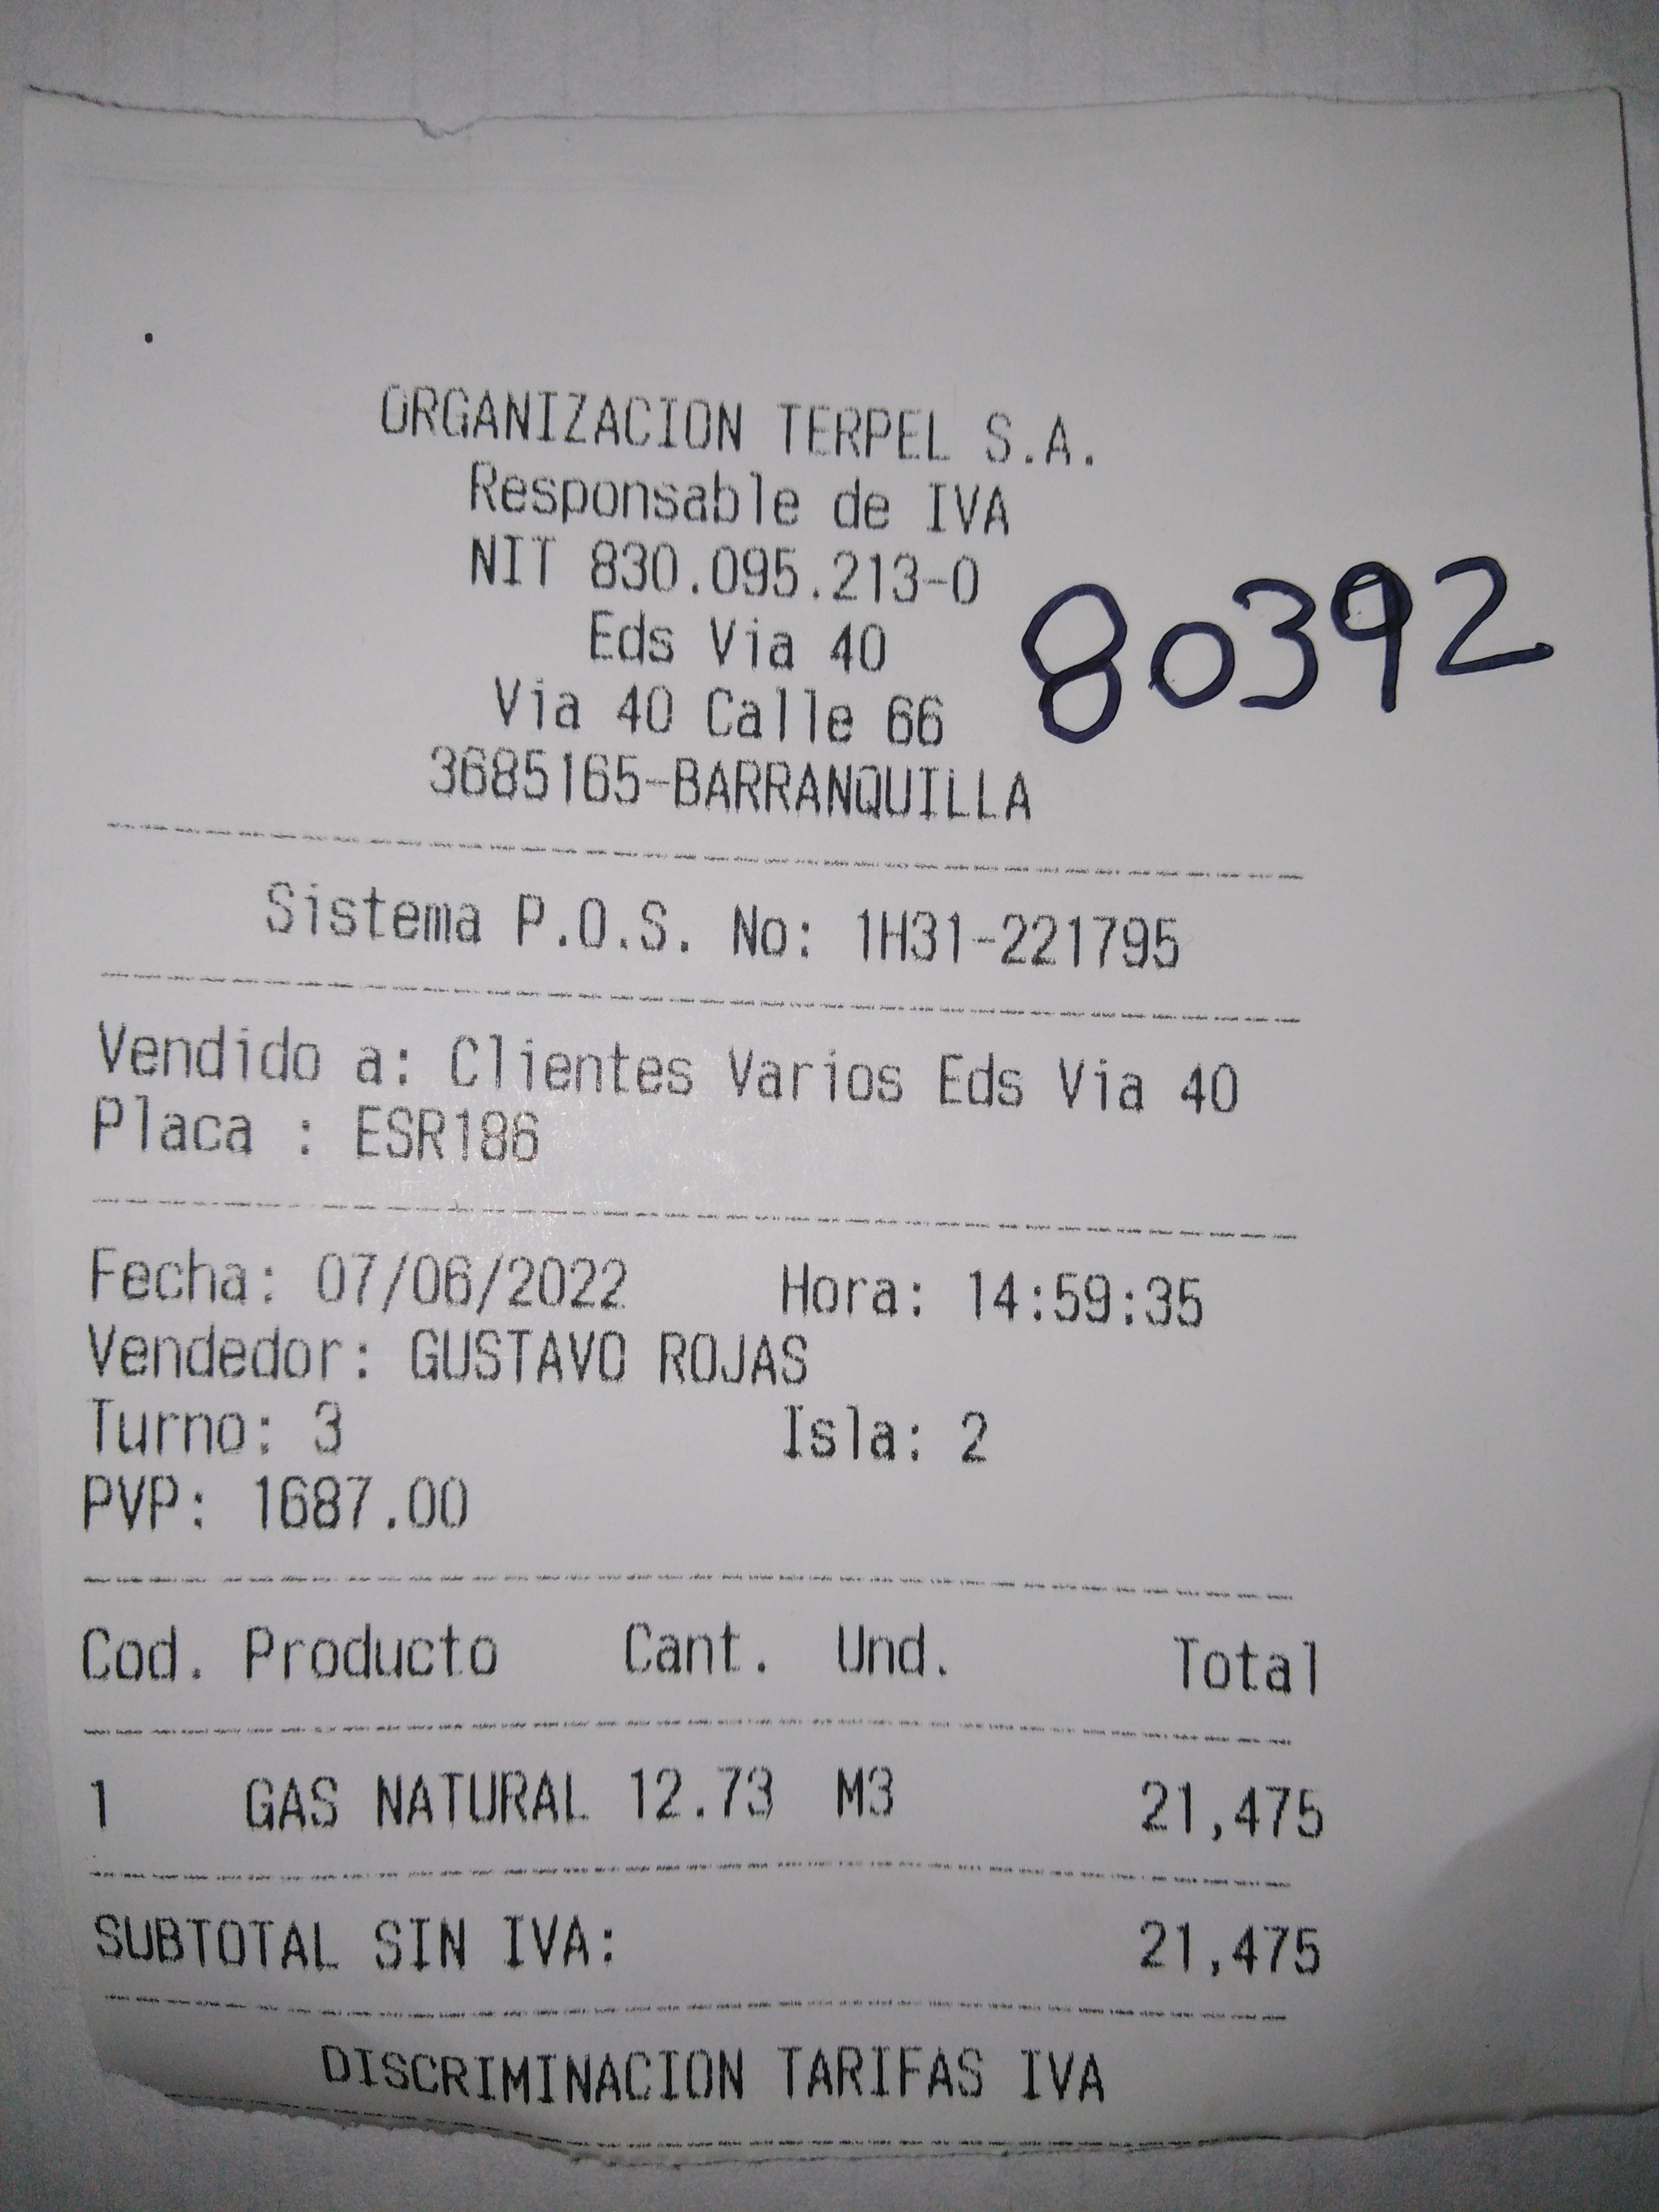 ORGANIZACION TERPEL S.A.
Responsable de IVA
NIT 830.095.213-0
Eds Via 40
80392
Via 40 Calle 66
3685165-BARRANQUILLA
Sistema P.O.S. No: 1H31-221795
Vendido a: Clientes Varios Eds Via 40
Placa : ESR186
Fecha: 07/06/2022 Hora: 14:59:35
Vendedor: GUSTAVO ROJAS
Turno: 3 Isla: 2
PVP: 1687.00
Cod. Producto Cant. Und. Total
1 GAS NATURAL 12.73 M3 21,475
SUBTOTAL SIN IVA: 21,475
DISCRIMINACION TARIFAS IVA